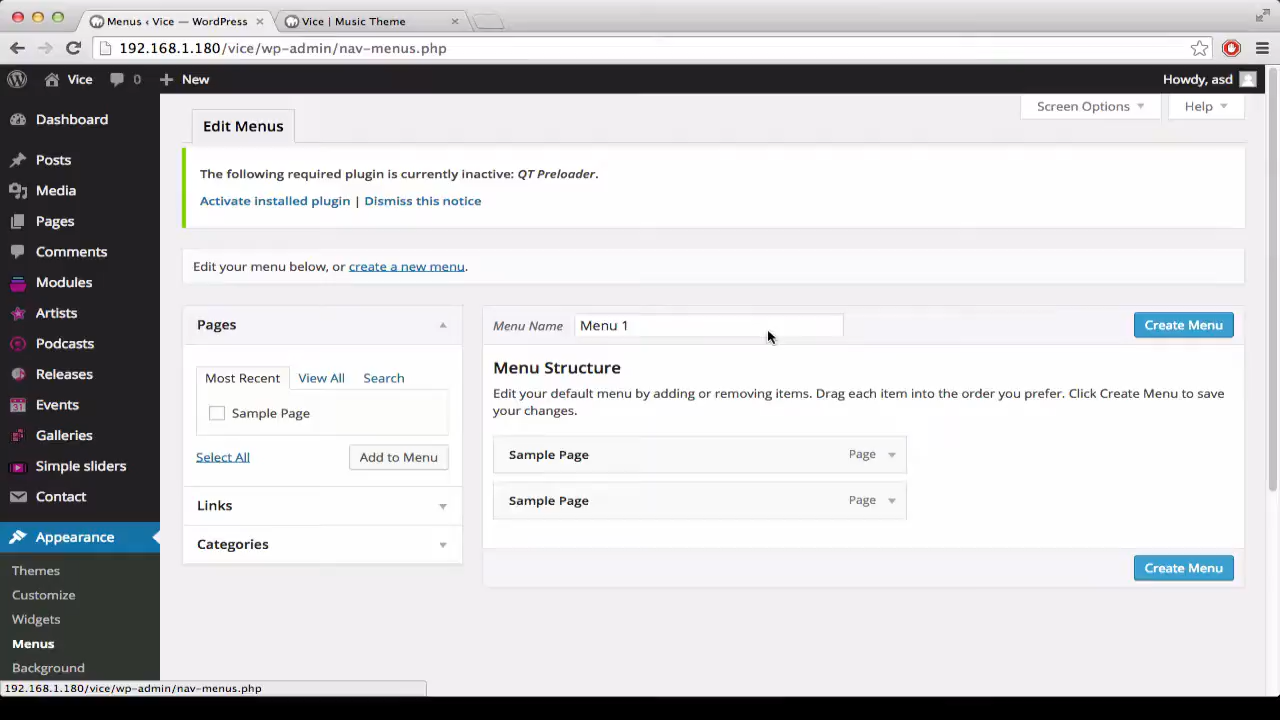 Menus ‹ Vice — WordPress
Vice | Music Theme
192.168.1.180/vice/wp-admin/nav-menus.php
Vice
0
New
Howdy, asd
Dashboard
Posts
Media
Pages
Comments
Modules
Artists
Podcasts
Releases
Events
Galleries
Simple sliders
Contact
Appearance
Themes
Customize
Widgets
Menus
Background
Screen Options
Help
Edit Menus
The following required plugin is currently inactive: QT Preloader.
Activate installed plugin | Dismiss this notice
Edit your menu below, or create a new menu.
Pages
Most Recent View All Search
Sample Page
Select All Add to Menu
Links
Categories
Menu Name Menu 1 Create Menu
Menu Structure
Edit your default menu by adding or removing items. Drag each item into the order you prefer. Click Create Menu to save
your changes.
Sample Page Page
Sample Page Page
Create Menu
192.168.1.180/vice/wp-admin/nav-menus.php